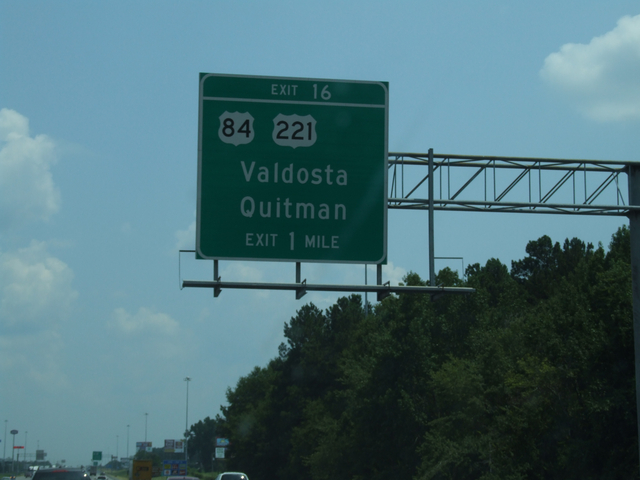 EXIT 16
84 221
Valdosta
Quitman
EXIT 1 MILE